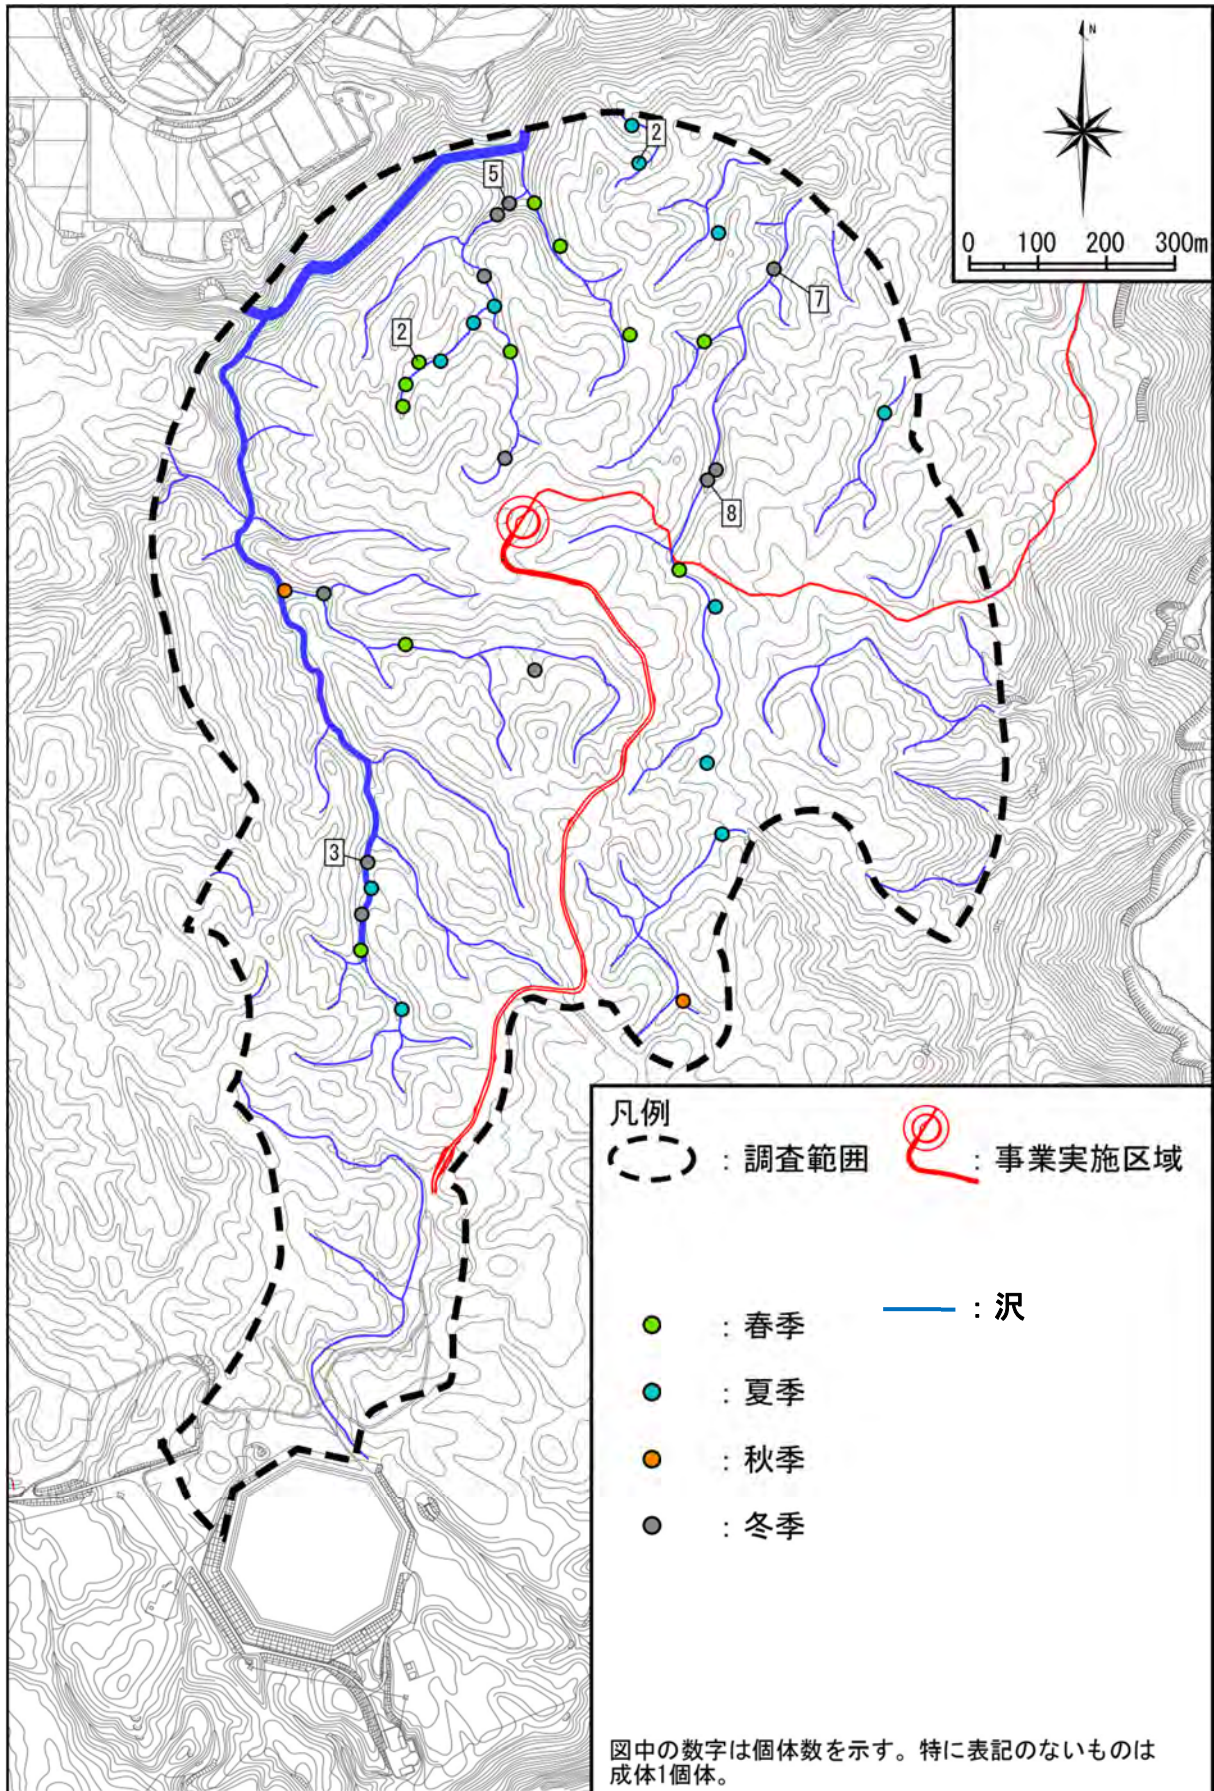 N
0 100 200 300m
2
5
7
2
8
3
凡例
：調査範囲
：事業実施区域
：沢
：春季
：夏季
：秋季
：冬季
図中の数字は個体数を示す。特に表記のないものは
成体1個体。